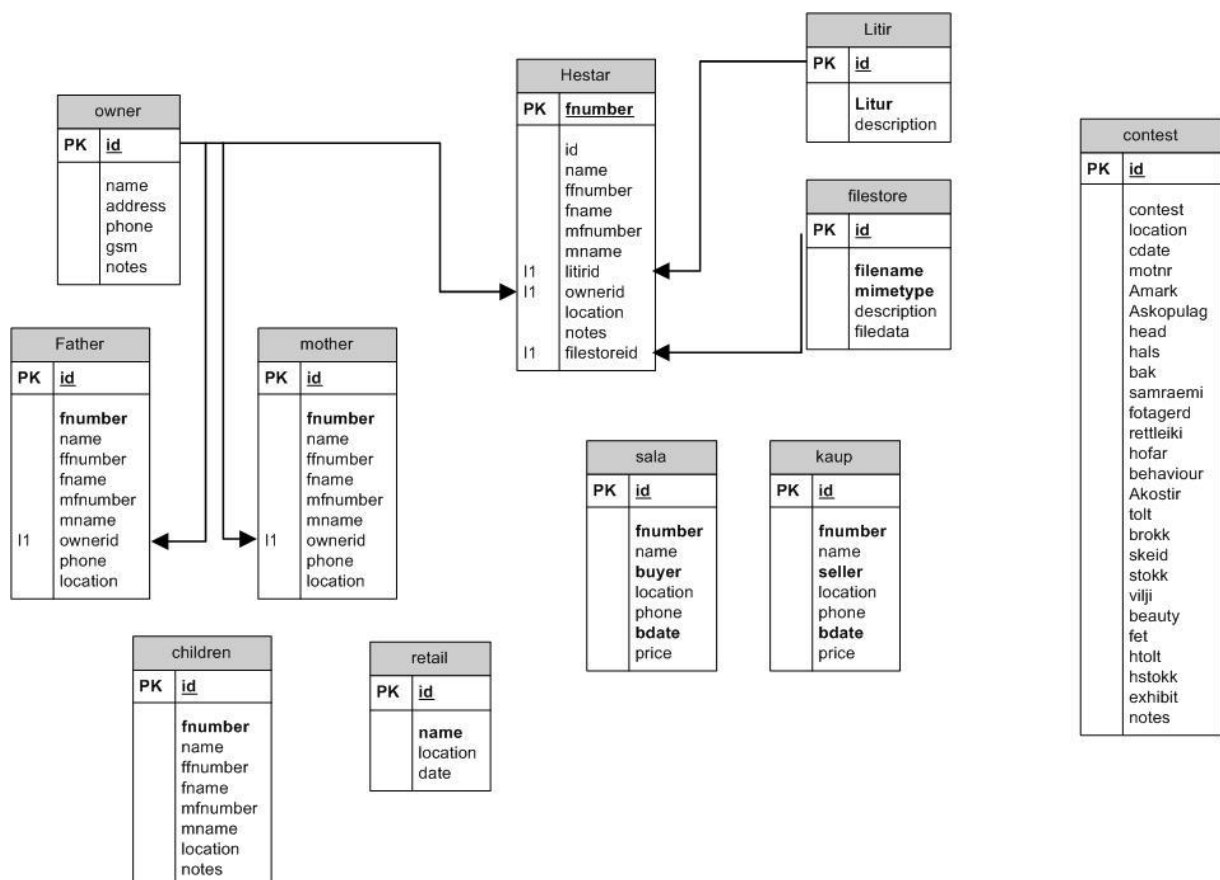 owner
PK id
name
address
phone
gsm
notes
Hestar
PK fnumber
id
name
ffnumber
fname
mfnumber
mname
I1 litirid
I1 ownerid
location
notes
I1 filestoreid
Litir
PK id
Litur
description
filestore
PK id
filename
mimetype
description
filedata
contest
PK id
contest
location
cdate
motnr
Amark
Askopulag
head
hals
bak
samraemi
fotagerd
rettleiki
hofar
behaviour
Akostir
tolt
brokk
skeid
stokk
vilji
beauty
fet
htolt
hstokk
exhibit
notes
Father
PK id
fnumber
name
ffnumber
fname
mfnumber
mname
I1 ownerid
phone
location
mother
PK id
fnumber
name
ffnumber
fname
mfnumber
mname
I1 ownerid
phone
location
sala
PK id
fnumber
name
buyer
location
phone
bdate
price
kaup
PK id
fnumber
name
seller
location
phone
bdate
price
children
PK id
fnumber
name
ffnumber
fname
mfnumber
mname
location
notes
retail
PK id
name
location
date